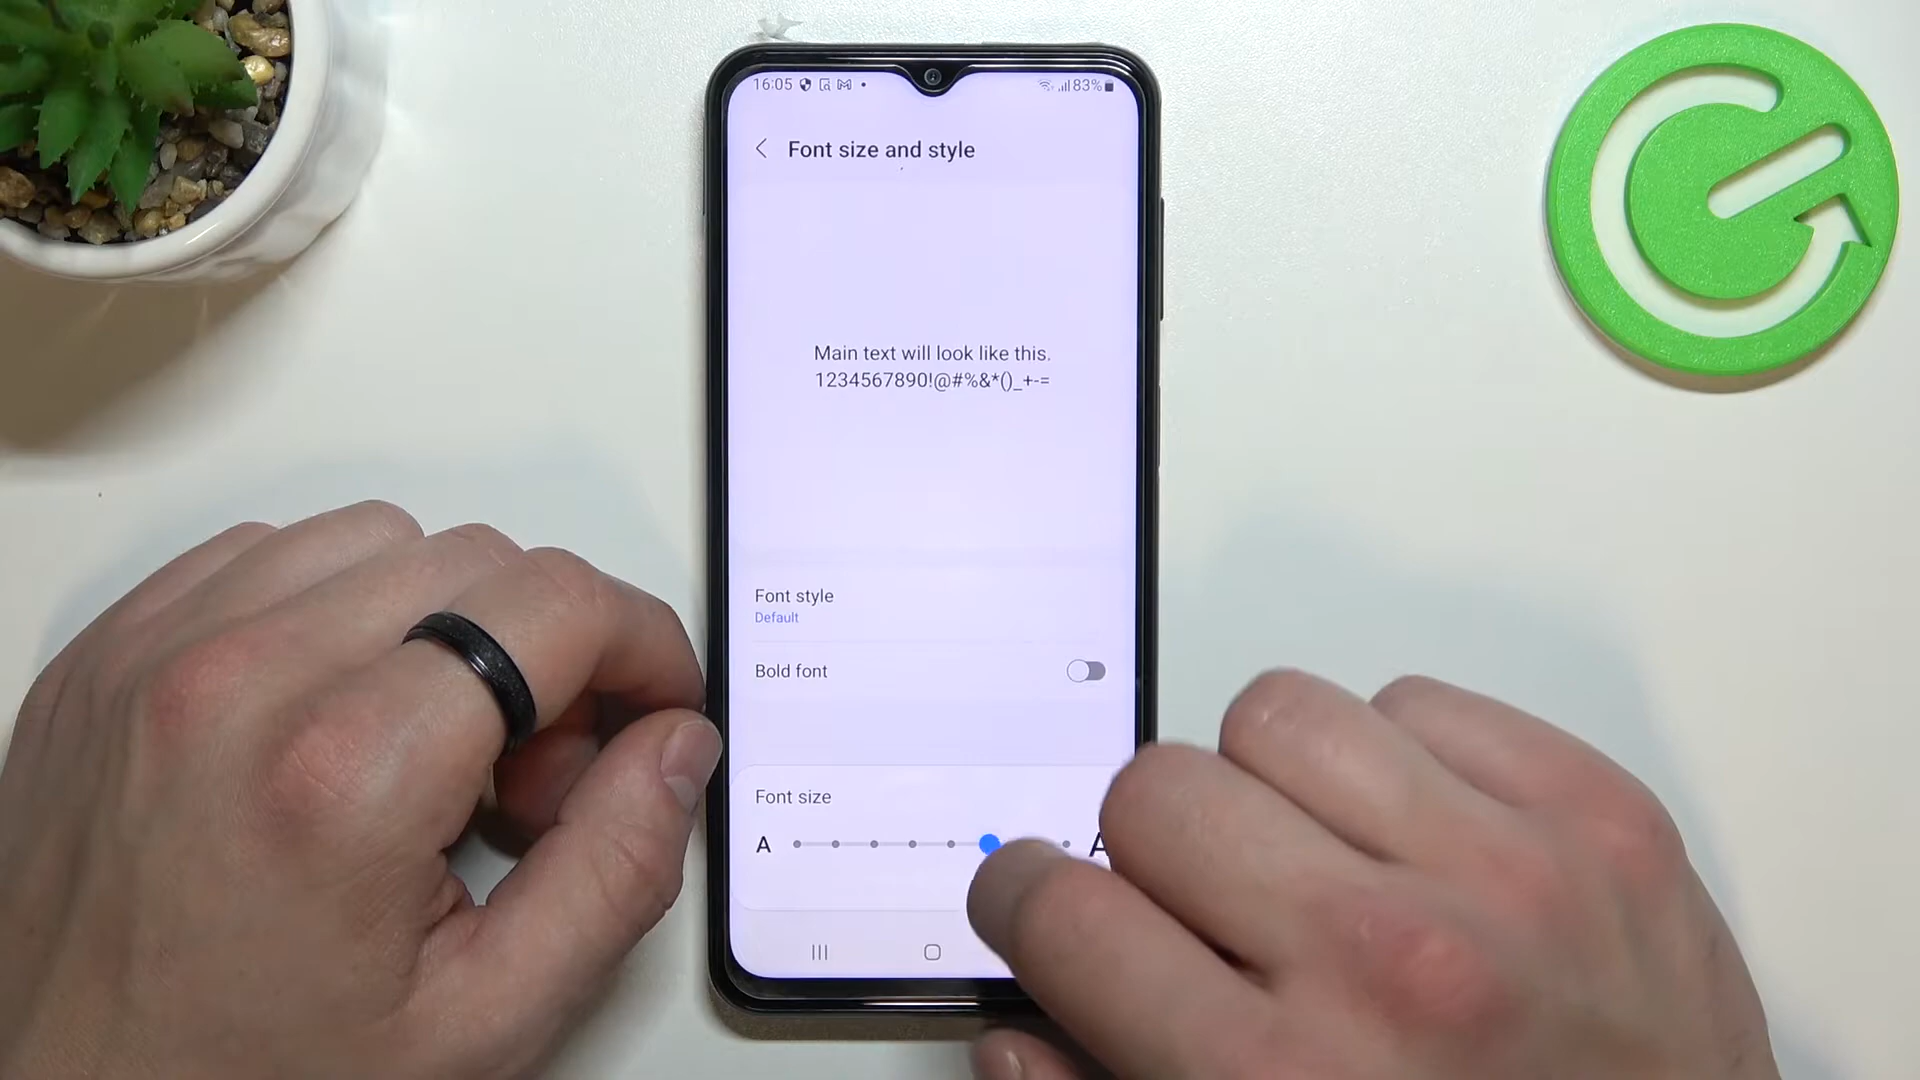 16:05
83%
Font size and style
Main text will look like this.
1234567890!@#%&*()_+-=
Font style
Default
Bold font
Font size
A
A